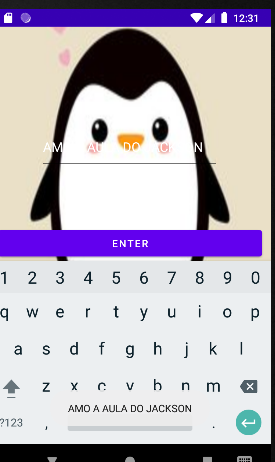 12:31
AMO A AULA DO JACKSON
ENTER
1 2 3 4 5 6 7 8 9 0
q w e r t y u i o p
a s d f g h j k l
z x c v b n m
?123 , .
AMO A AULA DO JACKSON